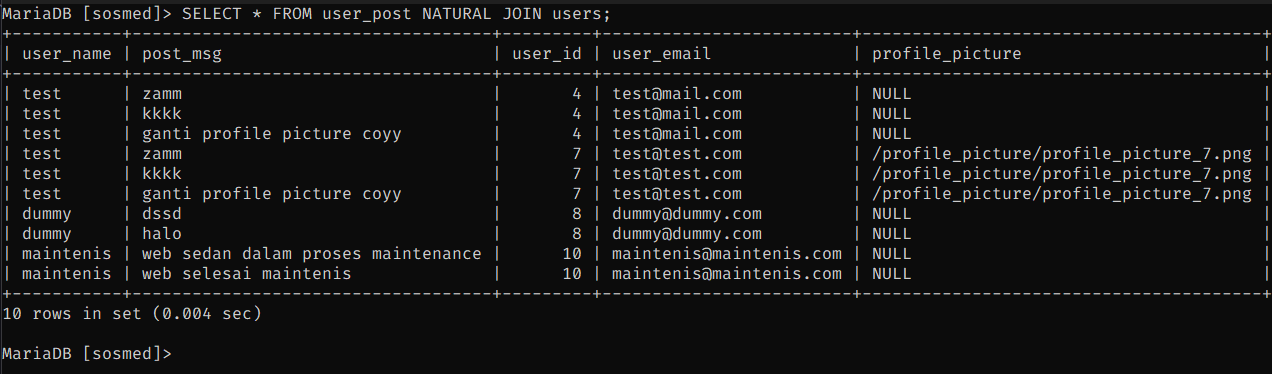 MariaDB [sosmed]> SELECT * FROM user_post NATURAL JOIN users;
+-----------+------------------------------------+---------+-------------------------+----------------------------------------+
| user_name | post_msg                           | user_id | user_email              | profile_picture                        |
+-----------+------------------------------------+---------+-------------------------+----------------------------------------+
| test      | zamm                               |       4 | test@mail.com           | NULL                                   |
| test      | kkkk                               |       4 | test@mail.com           | NULL                                   |
| test      | ganti profile picture coyy         |       4 | test@mail.com           | NULL                                   |
| test      | zamm                               |       7 | test@test.com           | /profile_picture/profile_picture_7.png |
| test      | kkkk                               |       7 | test@test.com           | /profile_picture/profile_picture_7.png |
| test      | ganti profile picture coyy         |       7 | test@test.com           | /profile_picture/profile_picture_7.png |
| dummy     | dssd                               |       8 | dummy@dummy.com         | NULL                                   |
| dummy     | halo                               |       8 | dummy@dummy.com         | NULL                                   |
| maintenis | web sedan dalam proses maintenance |      10 | maintenis@maintenis.com | NULL                                   |
| maintenis | web selesai maintenis              |      10 | maintenis@maintenis.com | NULL                                   |
+-----------+------------------------------------+---------+-------------------------+----------------------------------------+
10 rows in set (0.004 sec)
MariaDB [sosmed]>